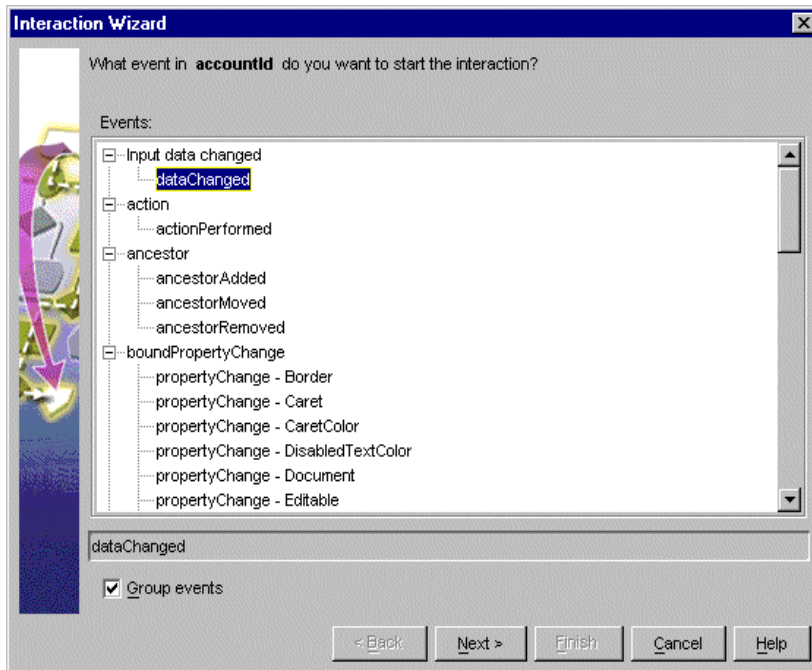 Interaction Wizard
What event in accountId do you want to start the interaction?
Events:
Input data changed
dataChanged
action
actionPerformed
ancestor
ancestorAdded
ancestorMoved
ancestorRemoved
boundPropertyChange
propertyChange - Border
propertyChange - Caret
propertyChange - CaretColor
propertyChange - DisabledTextColor
propertyChange - Document
propertyChange - Editable
dataChanged
Group events
< Back Next > Finish Cancel Help